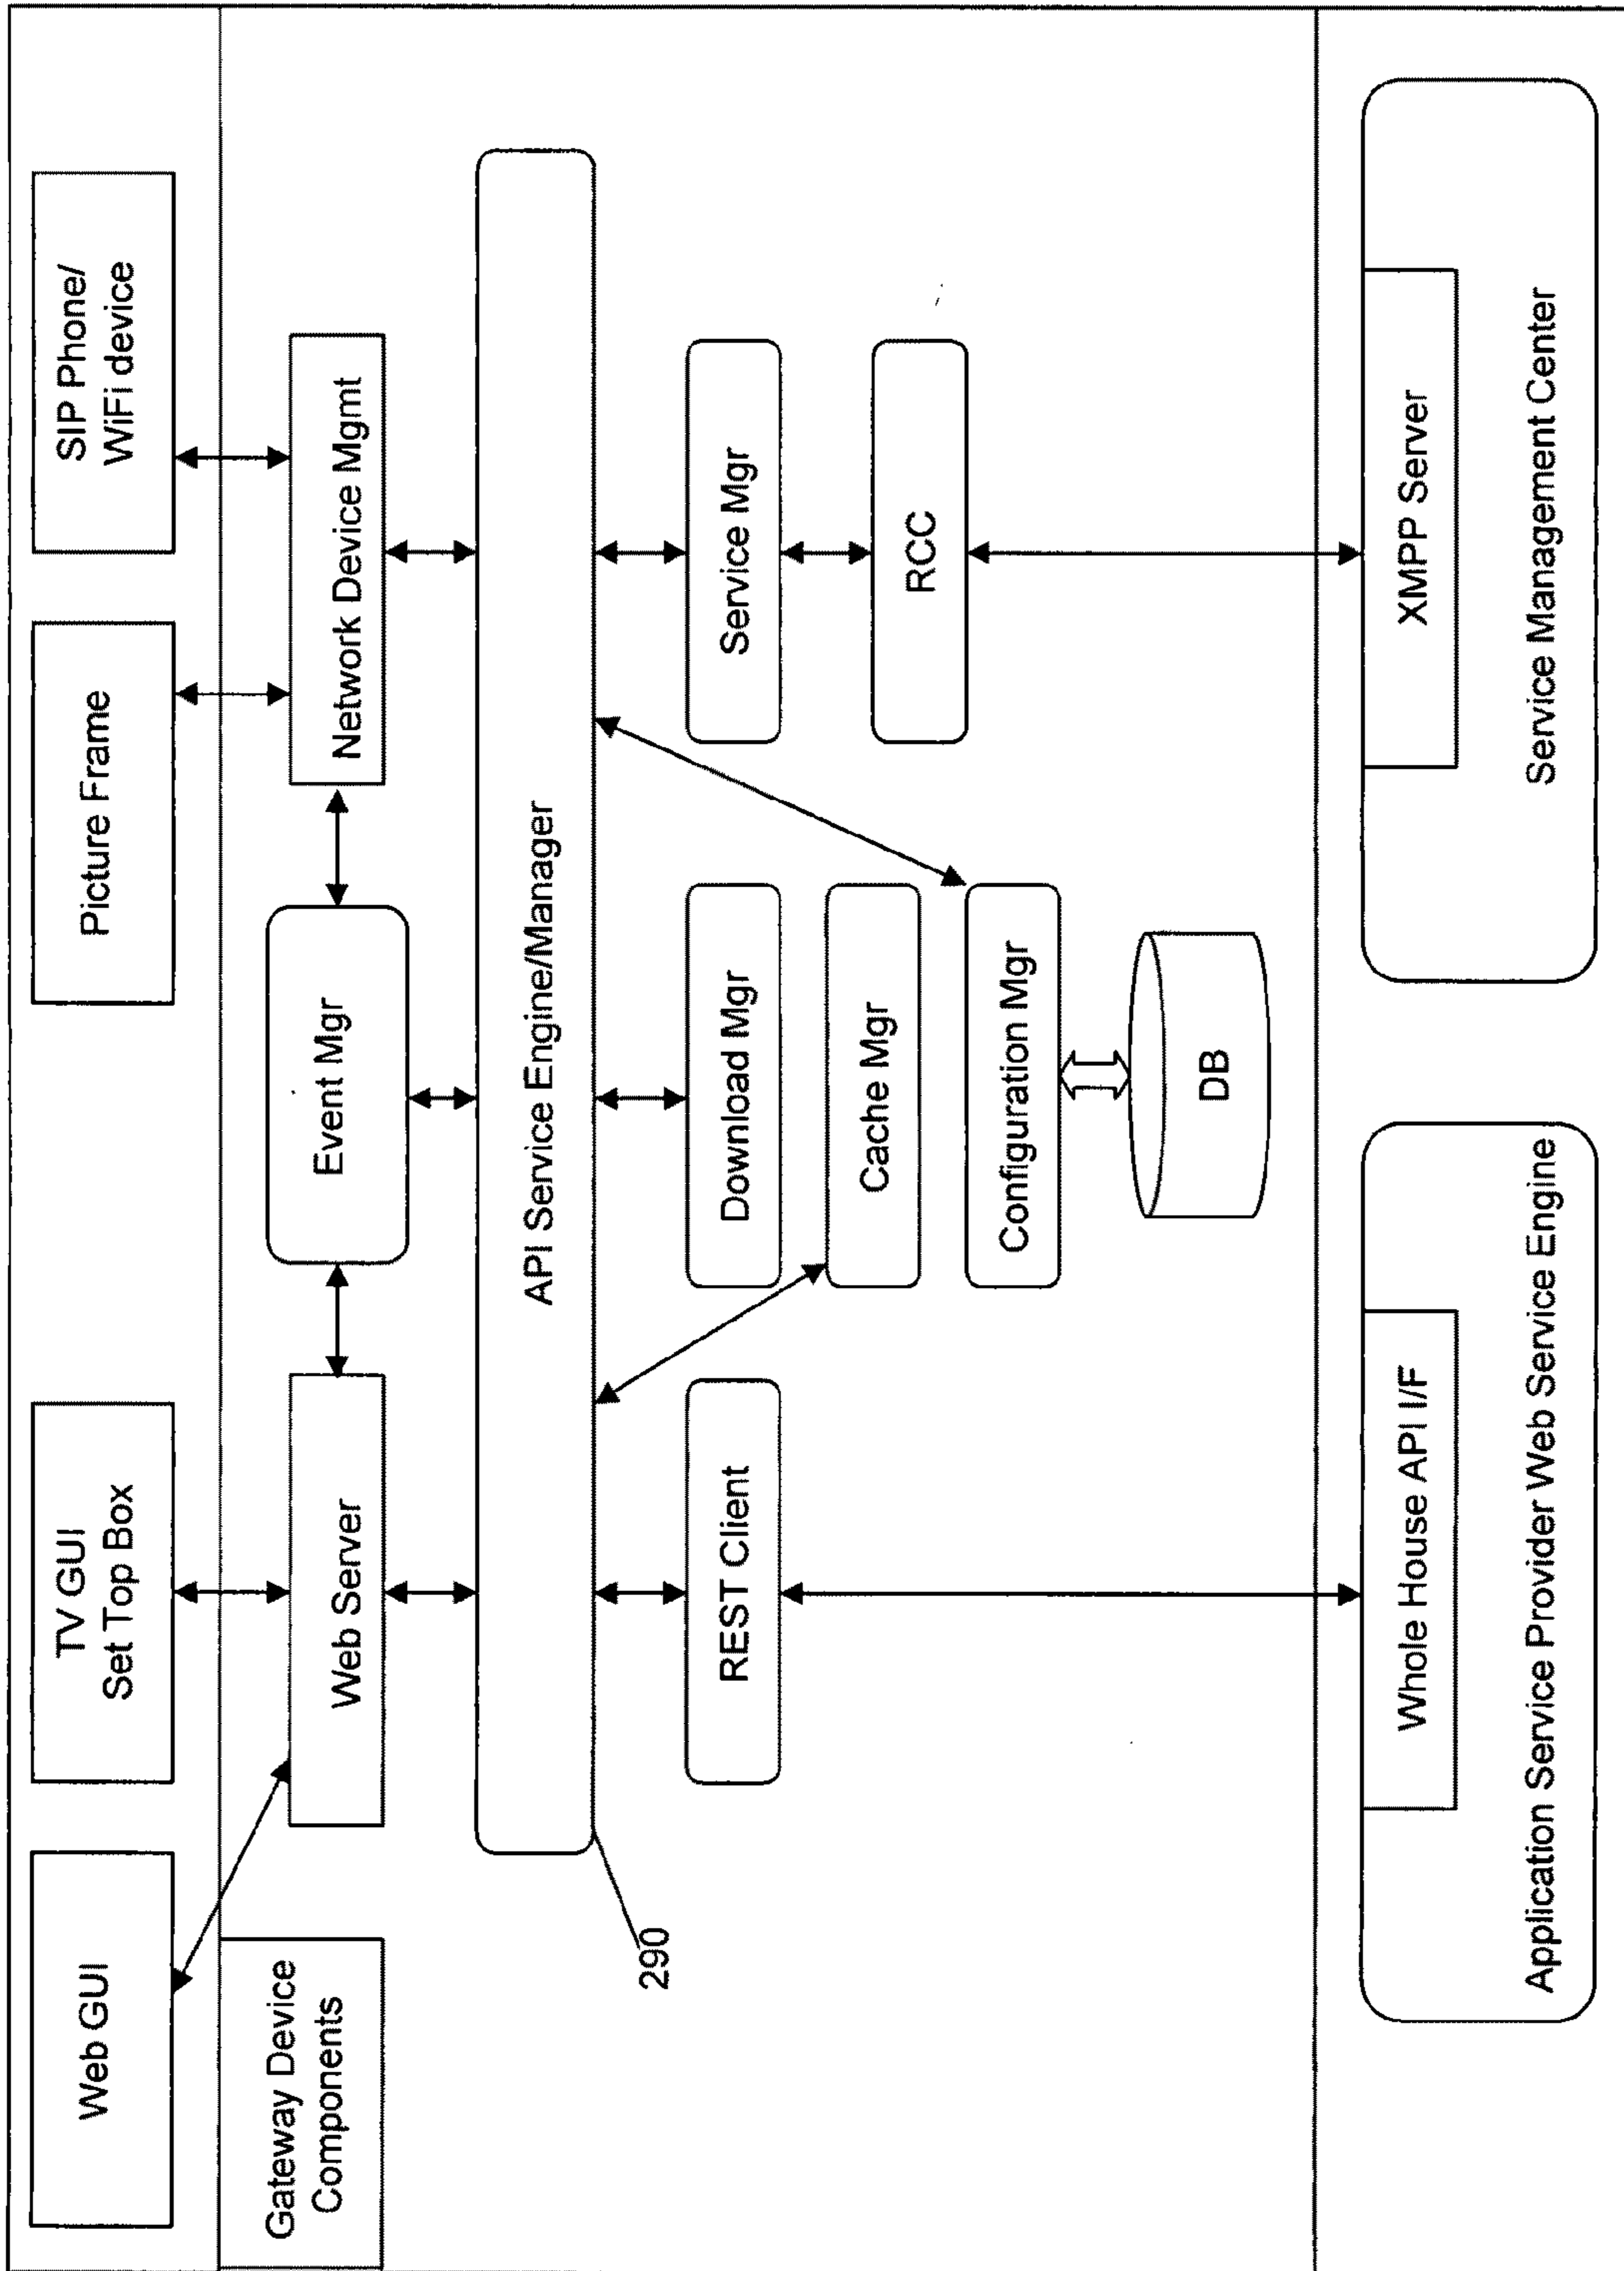 Web GUI
TV GUI
Set Top Box
Picture Frame
SIP Phone/
WiFi device
Gateway Device
Components
Web Server
Event Mgr
Network Device Mgmt
API Service Engine/Manager
290
REST Client
Download Mgr
Service Mgr
Cache Mgr
RCC
Configuration Mgr
DB
Whole House API I/F
XMPP Server
Application Service Provider Web Service Engine
Service Management Center